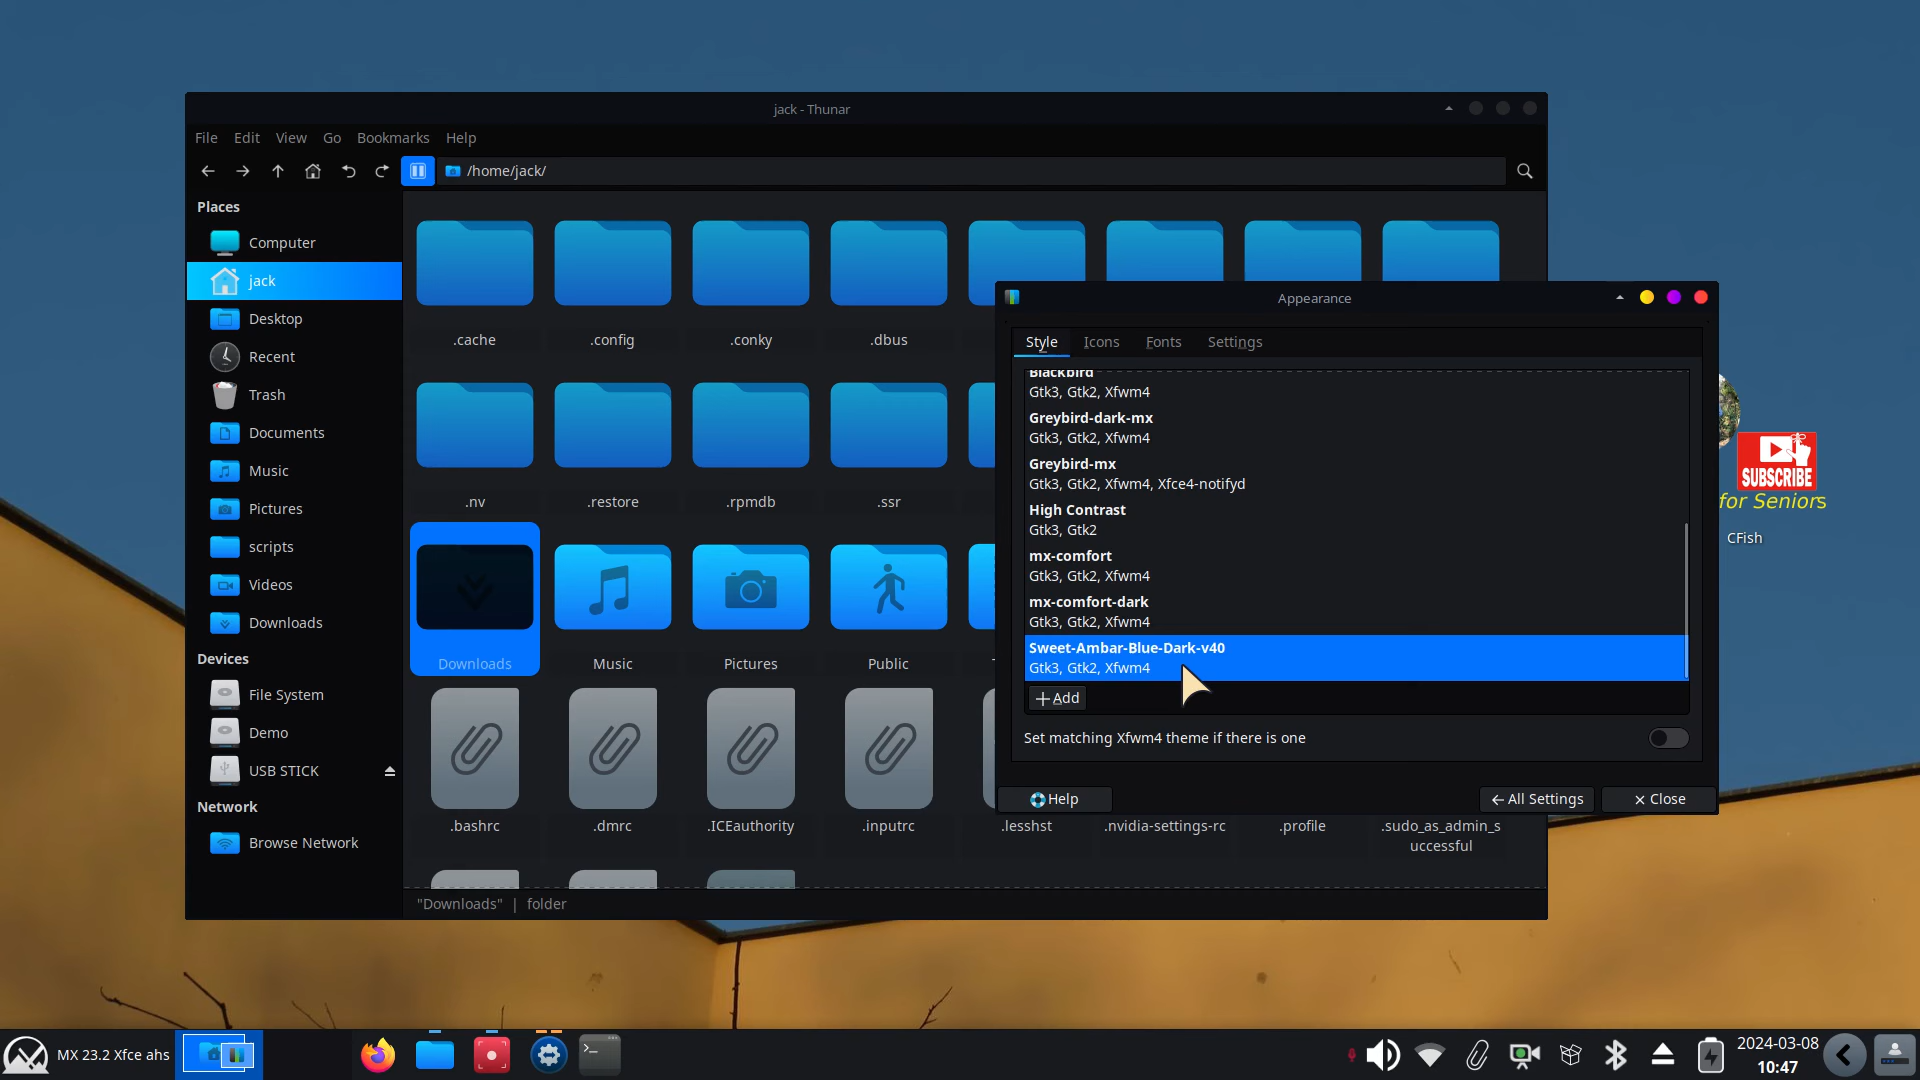 jack - Thunar
File Edit View Go Bookmarks Help
/home/jack/
Places
Computer
jack
Desktop
Recent
Trash
Documents
Music
Pictures
scripts
Videos
Downloads
Devices
File System
Demo
USB STICK
Network
Browse Network
.cache .config .conky .dbus
.nv .restore .rpmdb .ssr
Downloads Music Pictures Public
.bashrc .dmrc .ICEauthority .inputrc .lesshst .nvidia-settings-rc .profile .sudo_as_admin_s
uccessful
"Downloads" | folder
Appearance
Style Icons Fonts Settings
Blackbird
Gtk3, Gtk2, Xfwm4
Greybird-dark-mx
Gtk3, Gtk2, Xfwm4
Greybird-mx
Gtk3, Gtk2, Xfwm4, Xfce4-notifyd
High Contrast
Gtk3, Gtk2
mx-comfort
Gtk3, Gtk2, Xfwm4
mx-comfort-dark
Gtk3, Gtk2, Xfwm4
Sweet-Ambar-Blue-Dark-v40
Gtk3, Gtk2, Xfwm4
Add
Set matching Xfwm4 theme if there is one
Help All Settings Close
SUBSCRIBE
for Seniors
CFish
MX 23.2 Xfce ahs
2024-03-08
10:47